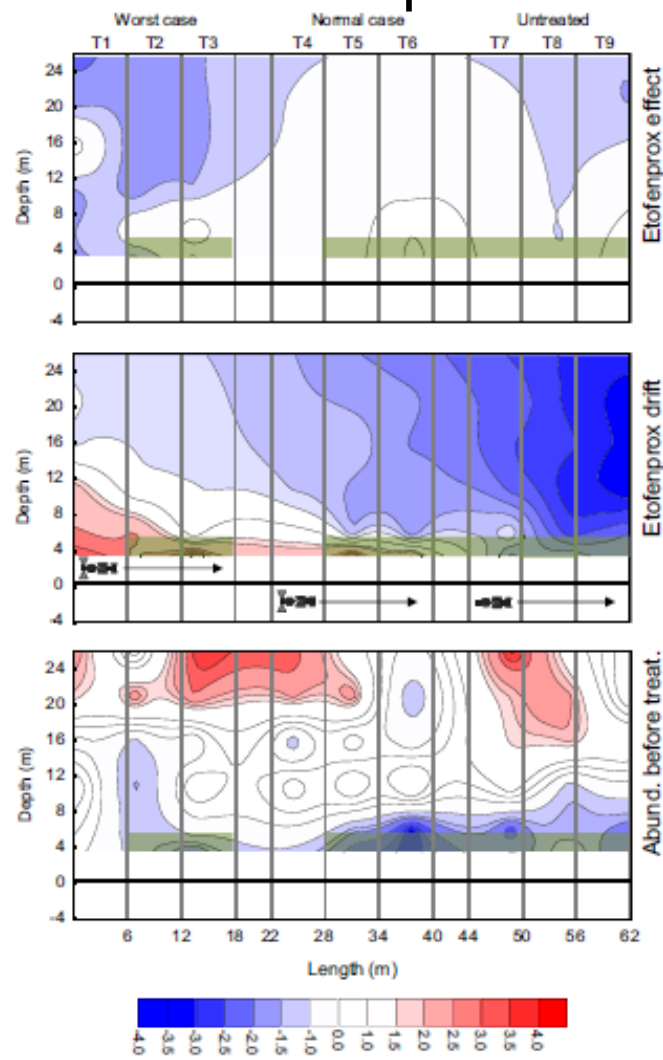 Worst case Normal case Untreated
T1 T2 T3 T4 T5 T6 T7 T8 T9
24
20
16
12
8
4
0
-4
Depth (m)
Etofenprox effect
24
20
16
12
8
4
0
-4
Depth (m)
Etofenprox drift
24
20
16
12
8
4
0
-4
Depth (m)
Abund. before treat.
6 12 18 22 28 34 40 44 50 56 62
Length (m)
-4.0 -3.5 -3.0 -2.5 -2.0 -1.5 -1.0 0.0 1.0 1.5 2.0 2.5 3.0 3.5 4.0